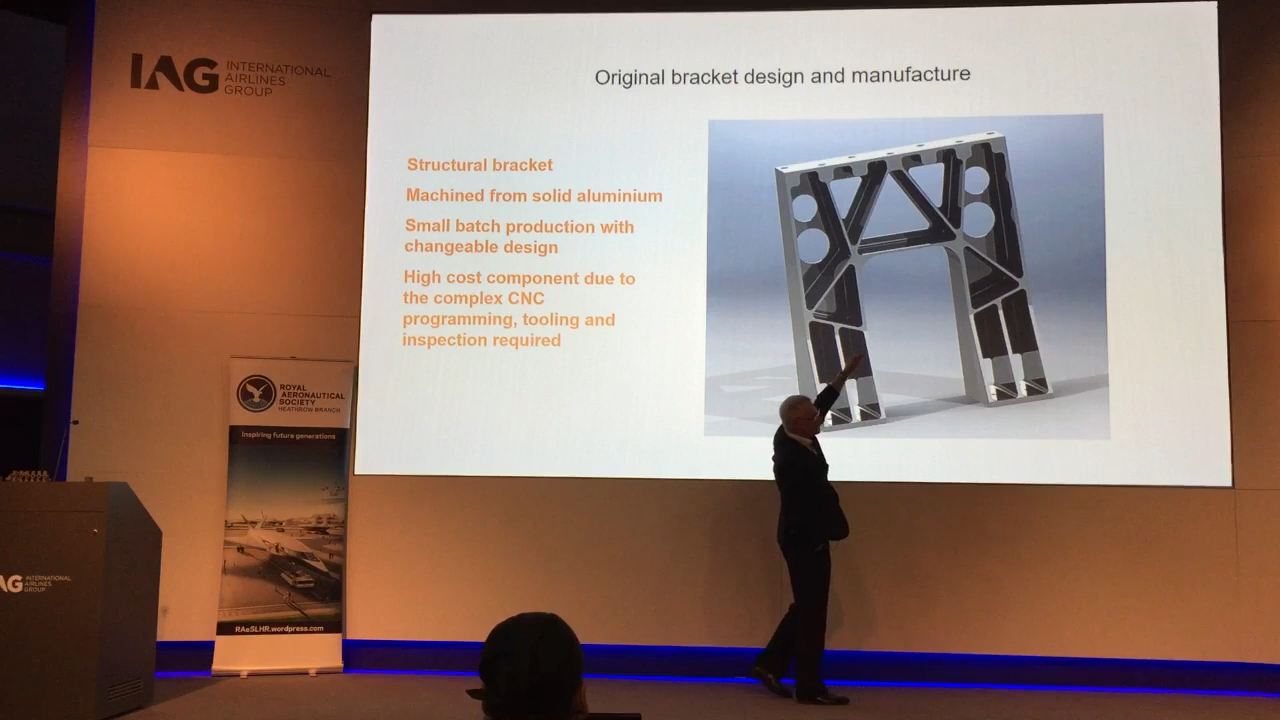 IAG INTERNATIONAL
AIRLINES
GROUP
Original bracket design and manufacture
Structural bracket
Machined from solid aluminium
Small batch production with
changeable design
High cost component due to
the complex CNC
programming, tooling and
inspection required
ROYAL
AERONAUTICAL
SOCIETY
HEATHROW BRANCH
Inspiring future generations
RAeSLHR.wordpress.com
AG INTERNATIONAL
AIRLINES
GROUP